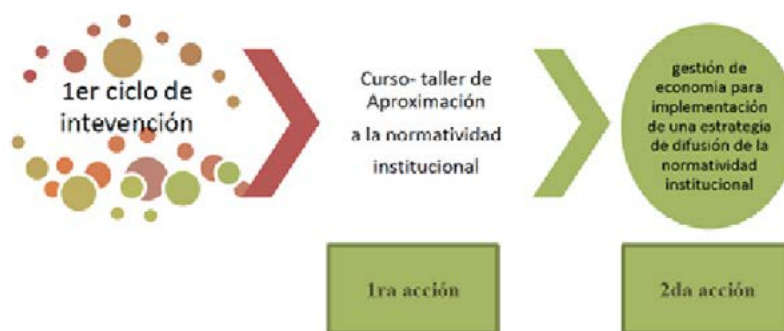 1er ciclo de
intevención
Curso- taller de
Aproximación
a la normatividad
institucional
gestión de
economía para
implementación
de una estrategia
de difusión de la
normatividad
institucional
1ra acción
2da acción